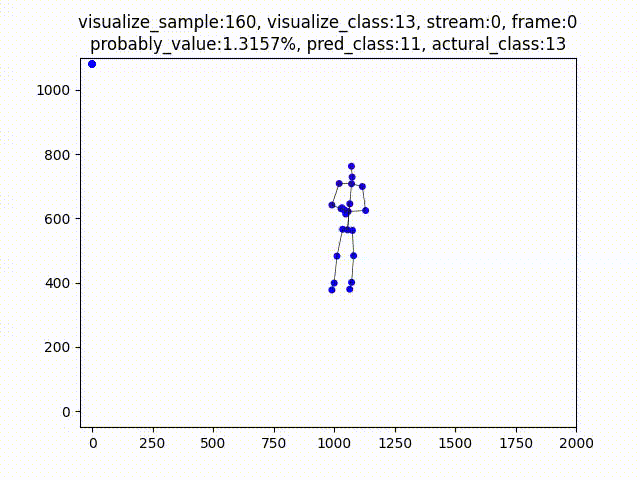 visualize_sample:160, visualize_class:13, stream:0, frame:0
probably_value:1.3157%, pred_class:11, actural_class:13
1000
800
600
400
200
0
0 250 500 750 1000 1250 1500 1750 2000